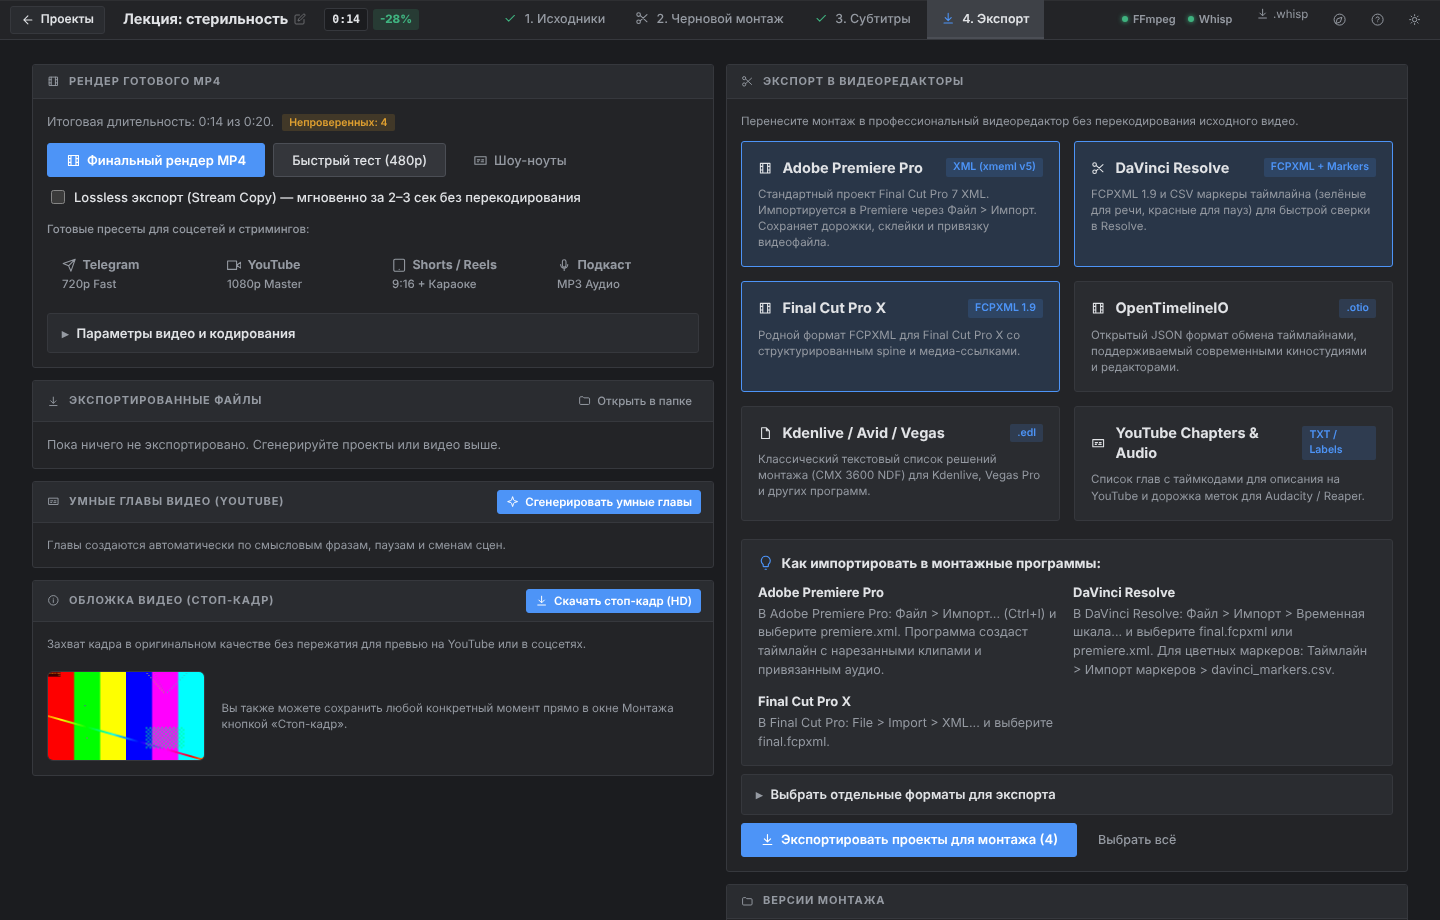 Проекты
Лекция: стерильность
0:14
-28%
1. Исходники
2. Черновой монтаж
3. Субтитры
4. Экспорт
FFmpeg
Whisp
.whisp
РЕНДЕР ГОТОВОГО MP4
Итоговая длительность: 0:14 из 0:20.
Непроверенных: 4
Финальный рендер MP4
Быстрый тест (480p)
Шоу-ноуты
Lossless экспорт (Stream Copy) — мгновенно за 2–3 сек без перекодирования
Готовые пресеты для соцсетей и стримингов:
Telegram
720p Fast
YouTube
1080p Master
Shorts / Reels
9:16 + Караоке
Подкаст
MP3 Аудио
Параметры видео и кодирования
ЭКСПОРТИРОВАННЫЕ ФАЙЛЫ
Открыть в папке
Пока ничего не экспортировано. Сгенерируйте проекты или видео выше.
УМНЫЕ ГЛАВЫ ВИДЕО (YOUTUBE)
Сгенерировать умные главы
Главы создаются автоматически по смысловым фразам, паузам и сменам сцен.
ОБЛОЖКА ВИДЕО (СТОП-КАДР)
Скачать стоп-кадр (HD)
Захват кадра в оригинальном качестве без пережатия для превью на YouTube или в соцсетях.
Вы также можете сохранить любой конкретный момент прямо в окне Монтажа
кнопкой «Стоп-кадр».
ЭКСПОРТ В ВИДЕОРЕДАКТОРЫ
Перенесите монтаж в профессиональный видеоредактор без перекодирования исходного видео.
Adobe Premiere Pro
XML (xmeml v5)
Стандартный проект Final Cut Pro 7 XML.
Импортируется в Premiere через Файл > Импорт.
Сохраняет дорожки, склейки и привязку
видеофайла.
DaVinci Resolve
FCPXML + Markers
FCPXML 1.9 и CSV маркеры таймлайна (зелёные
для речи, красные для пауз) для быстрой сверки
в Resolve.
Final Cut Pro X
FCPXML 1.9
Родной формат FCPXML для Final Cut Pro X со
структурированным spine и медиа-ссылками.
OpenTimelineIO
.otio
Открытый JSON формат обмена таймлайнами,
поддерживаемый современными киностудиями
и редакторами.
Kdenlive / Avid / Vegas
.edl
Классический текстовый список решений
монтажа (CMX 3600 NDF) для Kdenlive, Vegas Pro
и других программ.
YouTube Chapters &
Audio
TXT /
Labels
Список глав с таймкодами для описания на
YouTube и дорожка меток для Audacity / Reaper.
Как импортировать в монтажные программы:
Adobe Premiere Pro
В Adobe Premiere Pro: Файл > Импорт... (Ctrl+I) и
выберите premiere.xml. Программа создаст
таймлайн с нарезанными клипами и
привязанным аудио.
DaVinci Resolve
В DaVinci Resolve: Файл > Импорт > Временная
шкала... и выберите final.fcpxml или
premiere.xml. Для цветных маркеров: Таймлайн
> Импорт маркеров > davinci_markers.csv.
Final Cut Pro X
В Final Cut Pro: File > Import > XML... и выберите
final.fcpxml.
Выбрать отдельные форматы для экспорта
Экспортировать проекты для монтажа (4)
Выбрать всё
ВЕРСИИ МОНТАЖА